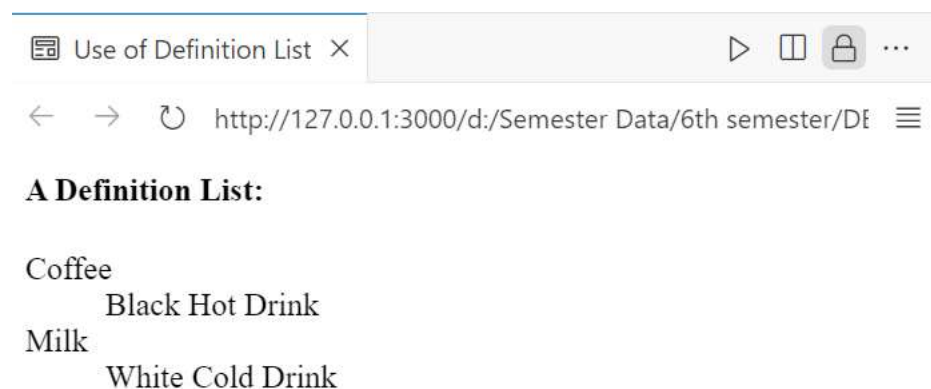 Use of Definition List
http://127.0.0.1:3000/d:/Semester Data/6th semester/DE
A Definition List:
Coffee
Black Hot Drink
Milk
White Cold Drink